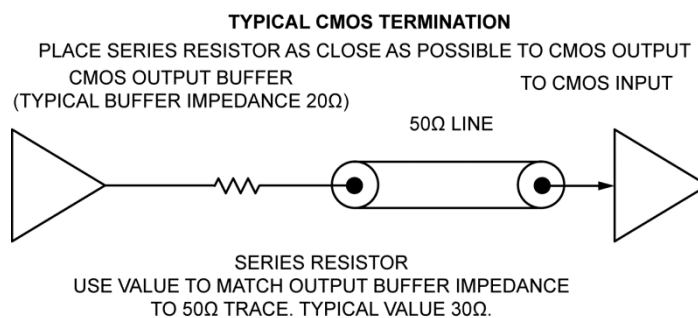 TYPICAL CMOS TERMINATION
PLACE SERIES RESISTOR AS CLOSE AS POSSIBLE TO CMOS OUTPUT
CMOS OUTPUT BUFFER
(TYPICAL BUFFER IMPEDANCE 20Ω)
TO CMOS INPUT
50Ω LINE
SERIES RESISTOR
USE VALUE TO MATCH OUTPUT BUFFER IMPEDANCE
TO 50Ω TRACE. TYPICAL VALUE 30Ω.